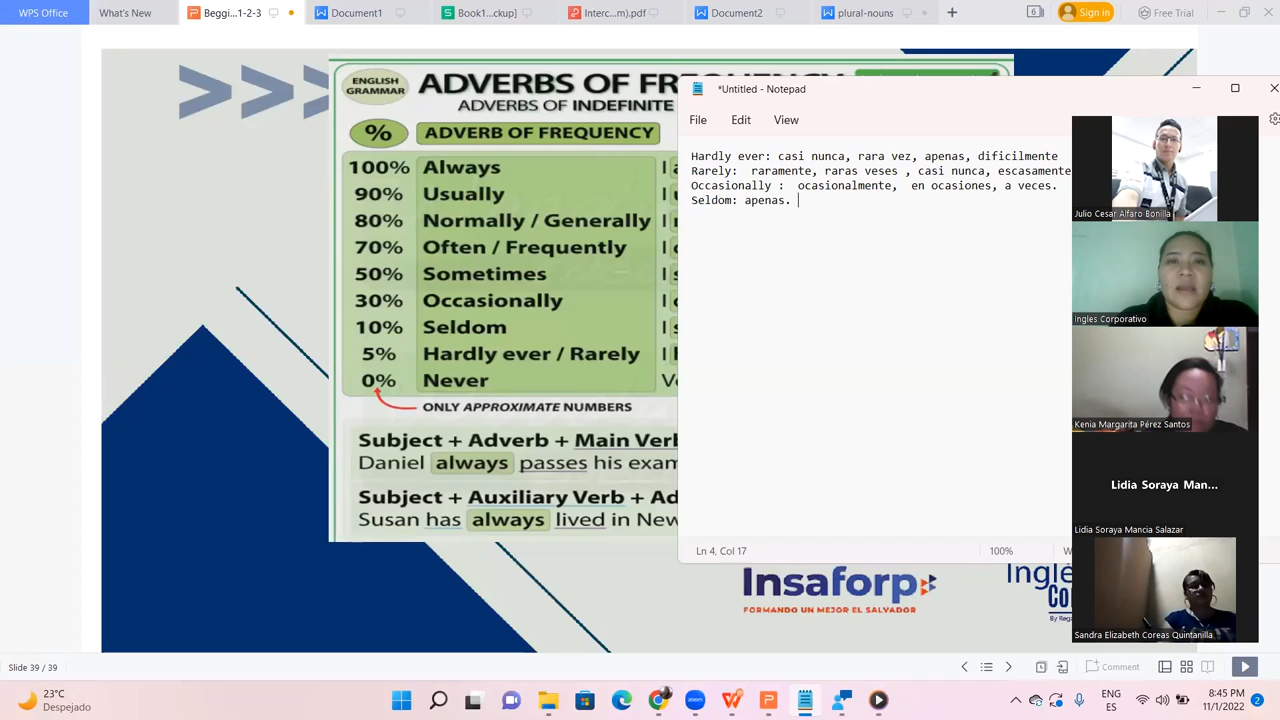 WPS Office What's New Beggi...1-2-3 Document1 Book1...ckup] Interc...m).pdf Document2 plural-nouns Sign in Free Trial
ENGLISH
GRAMMAR
ADVERBS OF
ADVERBS OF INDEFINITE
% ADVERB OF FREQUENCY
100% Always I
90% Usually I
80% Normally / Generally I
70% Often / Frequently I
50% Sometimes I
30% Occasionally I
10% Seldom I
5% Hardly ever / Rarely I
0% Never
ONLY APPROXIMATE NUMBERS
Subject + Adverb + Main Verb
Daniel always passes his exam
Subject + Auxiliary Verb + Ad
Susan has always lived in New
*Untitled - Notepad
File Edit View
Hardly ever: casi nunca, rara vez, apenas, dificilmente
Rarely: raramente, raras veses , casi nunca, escasamente
Occasionally : ocasionalmente, en ocasiones, a veces.
Seldom: apenas.
Ln 4, Col 17 100% W
Julio Cesar Alfaro Bonilla
Ingles Corporativo
Kenia Margarita Pérez Santos
Lidia Soraya Man...
Lidia Soraya Mancia Salazar
Sandra Elizabeth Coreas Quintanilla
Insaforp
FORMANDO UN MEJOR EL SALVADOR
Inglé
CO
By Rega
Slide 39 / 39 Comment
23°C
Despejado
ENG
ES
8:45 PM
11/1/2022
2